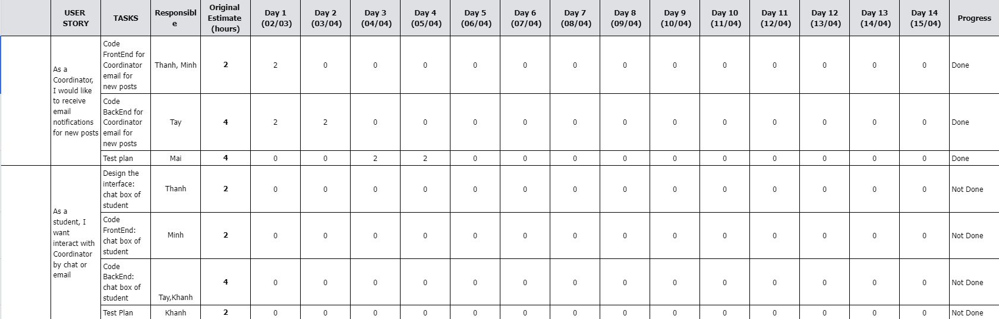 USER STORY TASKS Responsible Original Estimate (hours) Day 1 (02/03) Day 2 (03/04) Day 3 (04/04) Day 4 (05/04) Day 5 (06/04) Day 6 (07/04) Day 7 (08/04) Day 8 (09/04) Day 9 (10/04) Day 10 (11/04) Day 11 (12/04) Day 12 (13/04) Day 13 (14/04) Day 14 (15/04) Progress
As a
Coordinator,
I would like
to receive
email
notifications
for new posts
Code
FrontEnd for
Coordinator
email for
new posts
Thanh, Minh 2 2 0 0 0 0 0 0 0 0 0 0 0 0 0 Done
Code
BackEnd for
Coordinator
email for
new posts
Tay 4 2 2 0 0 0 0 0 0 0 0 0 0 0 0 Done
Test plan Mai 4 0 0 2 2 0 0 0 0 0 0 0 0 0 0 Done
As a
student, I
want
interact with
Coordinator
by chat or
email
Design the
interface:
chat box of
student
Thanh 2 0 0 0 0 0 0 0 0 0 0 0 0 0 0 Not Done
Code
FrontEnd:
chat box of
student
Minh 2 0 0 0 0 0 0 0 0 0 0 0 0 0 0 Not Done
Code
BackEnd:
chat box of
student
Tay,Khanh 4 0 0 0 0 0 0 0 0 0 0 0 0 0 0 Not Done
Test Plan Khanh 2 0 0 0 0 0 0 0 0 0 0 0 0 0 0 Not Done